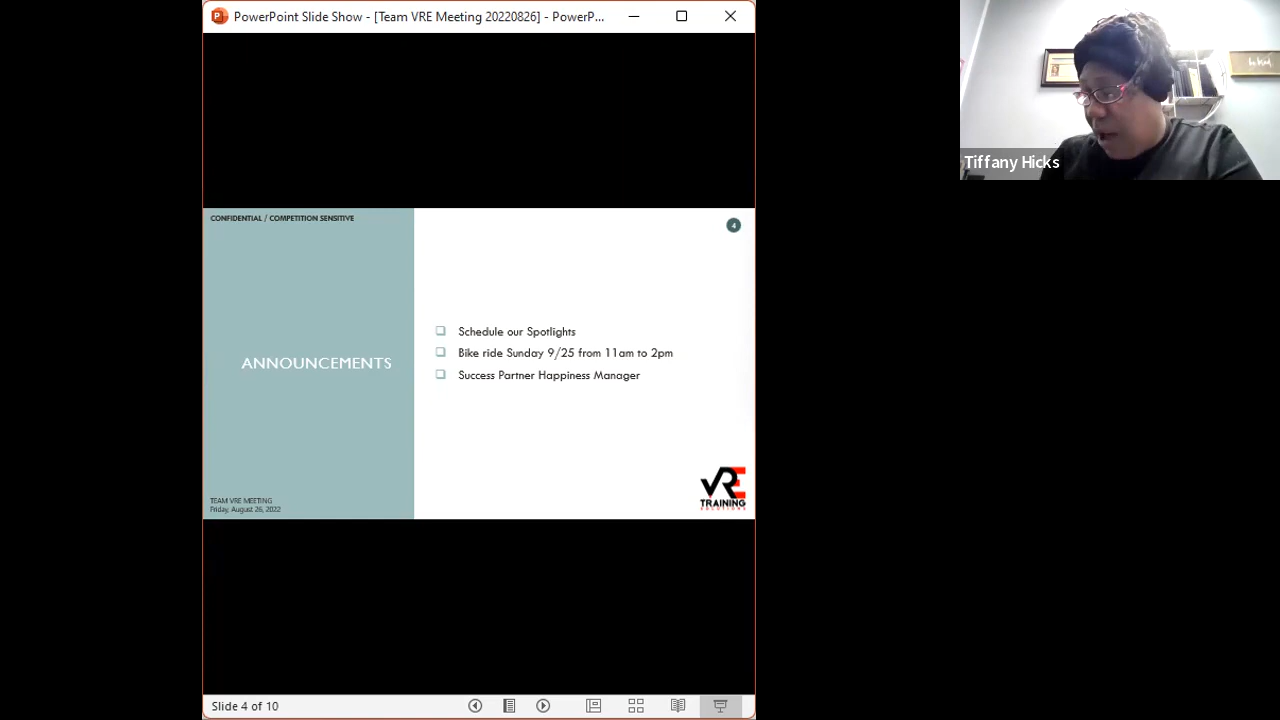 PowerPoint Slide Show - [Team VRE Meeting 20220826] - PowerP...
Tiffany Hicks
CONFIDENTIAL / COMPETITION SENSITIVE
4
ANNOUNCEMENTS
Schedule our Spotlights
Bike ride Sunday 9/25 from 11am to 2pm
Success Partner Happiness Manager
TEAM VRE MEETING
Friday, August 26, 2022
VRE
TRAINING
SOLUTIONS
Slide 4 of 10